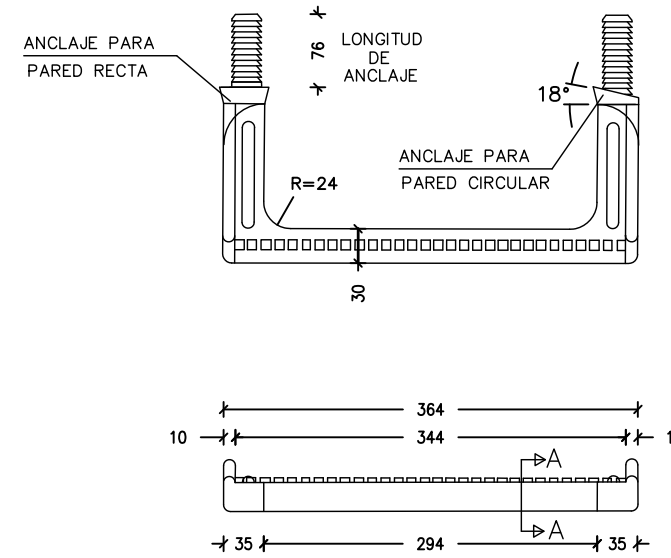 ANCLAJE PARA
PARED RECTA
76
LONGITUD
DE
ANCLAJE
18°
ANCLAJE PARA
PARED CIRCULAR
R=24
30
364
10
344
1
A
A
35
294
35